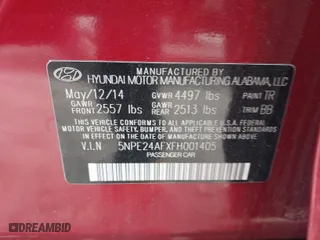 MANUFACTURED BY
HYUNDAI MOTOR MANUFACTURING ALABAMA, LLC
May/12/14 GVWR 4497 lbs PAINT TR
GAWR FRONT 2557 lbs GAWR REAR 2513 lbs TRIM BB
THIS VEHICLE CONFORMS TO ALL APPLICABLE U.S. FEDERAL MOTOR VEHICLE SAFETY, BUMPER, AND THEFT PREVENTION STANDARDS IN EFFECT ON THE DATE OF MANUFACTURE SHOWN ABOVE.
V.I.N 5NPE24AFXFH001405
PASSENGER CAR